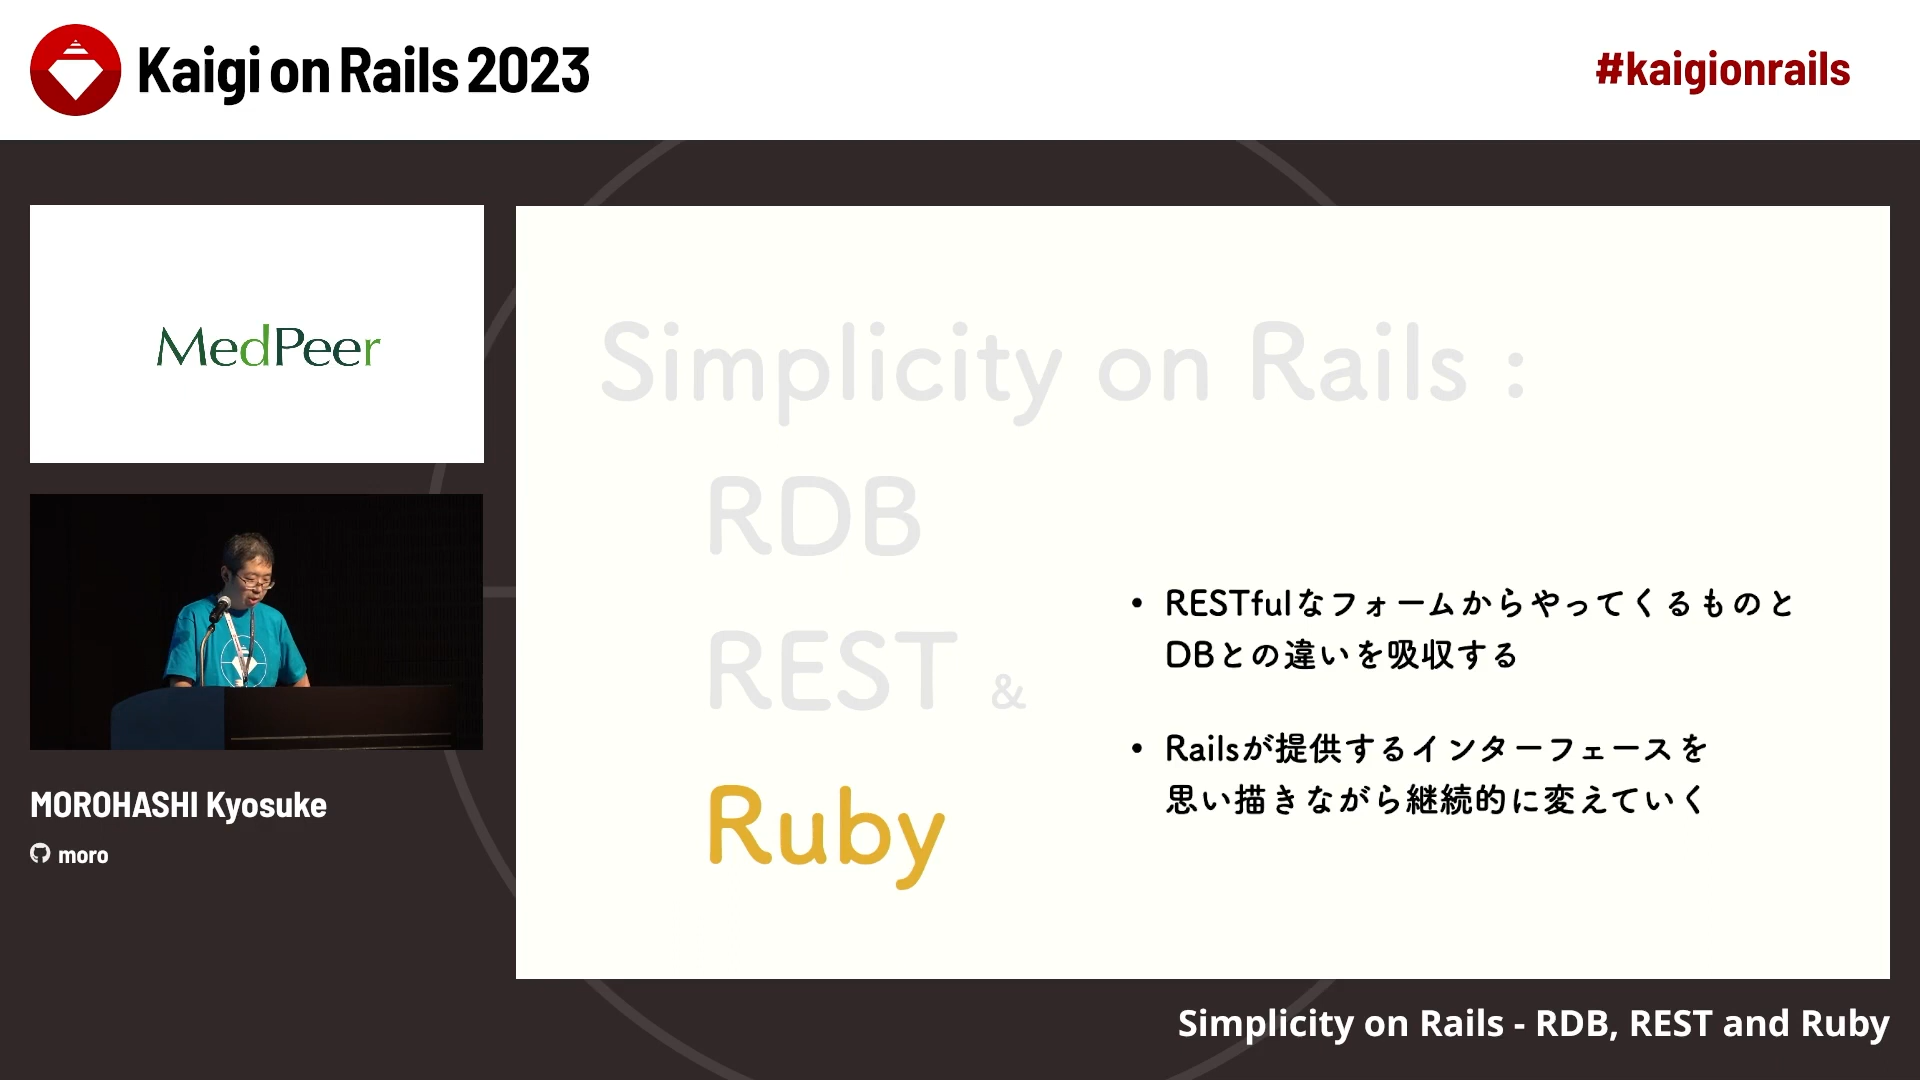 Kaigi on Rails 2023
#kaigionrails
MedPeer
MOROHASHI Kyosuke
moro
Simplicity on Rails :
RDB
REST &
Ruby
• RESTfulなフォームからやってくるものと
DBとの違いを吸収する
• Railsが提供するインターフェースを
思い描きながら継続的に変えていく
Simplicity on Rails - RDB, REST and Ruby